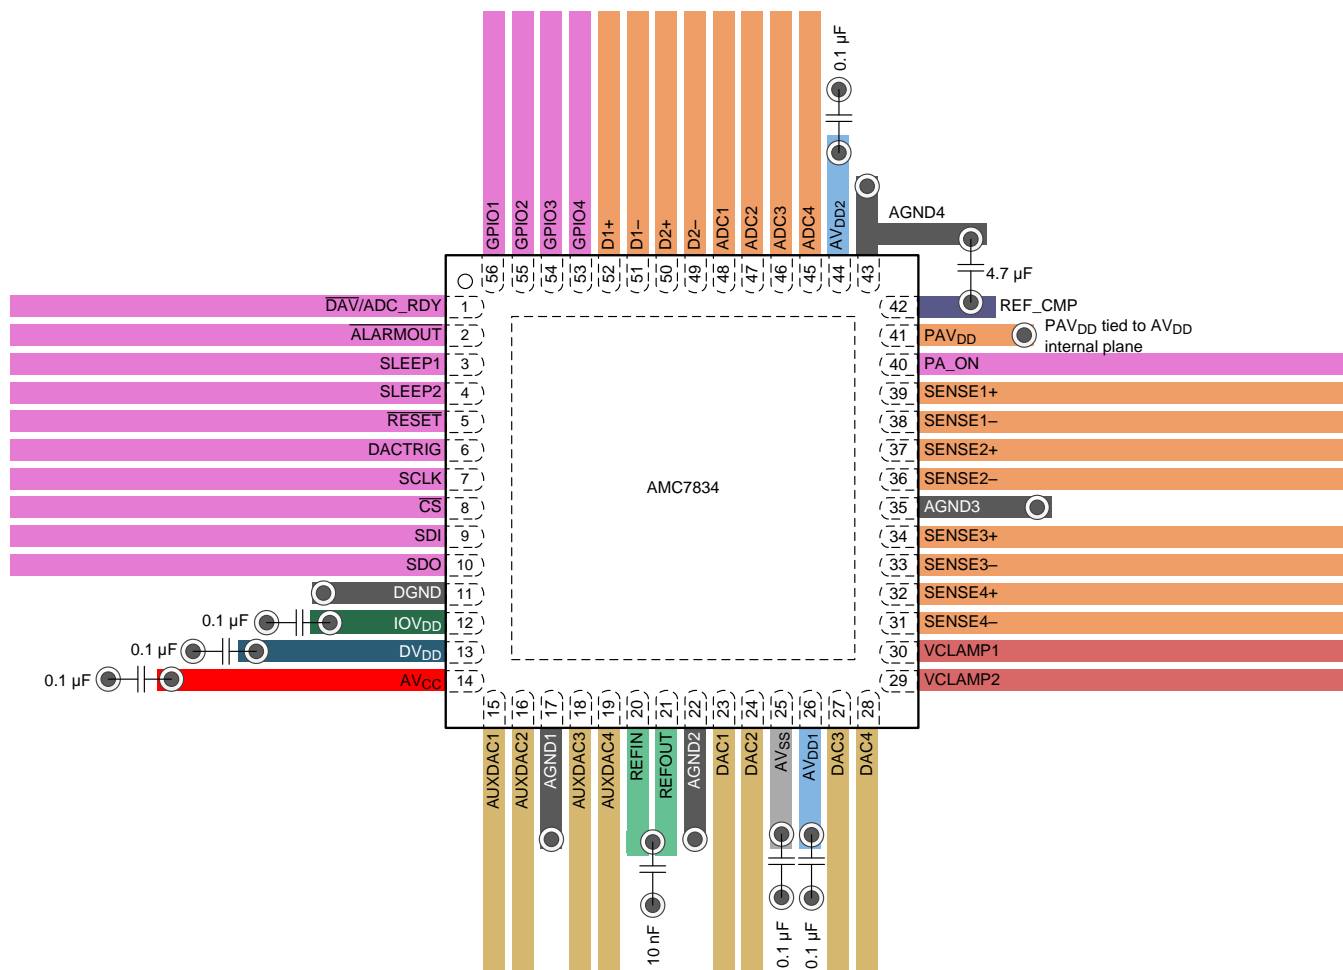 0.1 µF
GPIO1
GPIO2
GPIO3
GPIO4
D1+
D1–
D2+
D2–
ADC1
ADC2
ADC3
ADC4
AVDD2
AGND4
56
55
54
53
52
51
50
49
48
47
46
45
44
43
4.7 µF
DAV/ADC_RDY 1
ALARMOUT 2
SLEEP1 3
SLEEP2 4
RESET 5
DACTRIG 6
SCLK 7
CS 8
SDI 9
SDO 10
DGND 11
0.1 µF IOVDD 12
0.1 µF DVDD 13
0.1 µF AVCC 14
AMC7834
42 REF_CMP
41 PAVDD
PAVDD tied to AVDD
internal plane
40 PA_ON
39 SENSE1+
38 SENSE1–
37 SENSE2+
36 SENSE2–
35 AGND3
34 SENSE3+
33 SENSE3–
32 SENSE4+
31 SENSE4–
30 VCLAMP1
29 VCLAMP2
15
16
17
18
19
20
21
22
23
24
25
26
27
28
AUXDAC1
AUXDAC2
AGND1
AUXDAC3
AUXDAC4
REFIN
REFOUT
AGND2
DAC1
DAC2
AVSS
AVDD1
DAC3
DAC4
10 nF
0.1 µF
0.1 µF